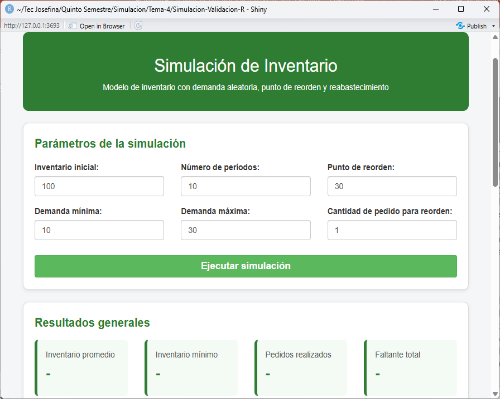 ~/Tec Josefina/Quinto Semestre/Simulacion/Tema-4/Simulacion-Validacion-R - Shiny
http://127.0.0.1:3693 Open in Browser Publish
Simulación de Inventario
Modelo de inventario con demanda aleatoria, punto de reorden y reabastecimiento
Parámetros de la simulación
Inventario inicial: Número de periodos: Punto de reorden:
100 10 30
Demanda mínima: Demanda máxima: Cantidad de pedido para reorden:
10 30 1
Ejecutar simulación
Resultados generales
Inventario promedio Inventario mínimo Pedidos realizados Faltante total
- - - -